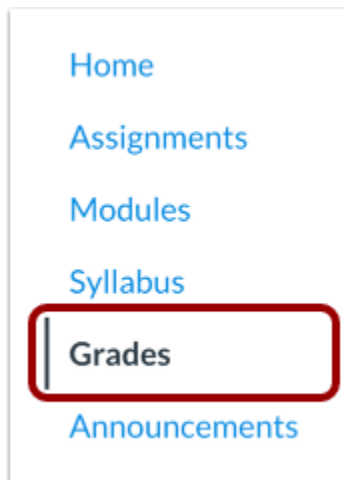 Home
Assignments
Modules
Syllabus
Grades
Announcements